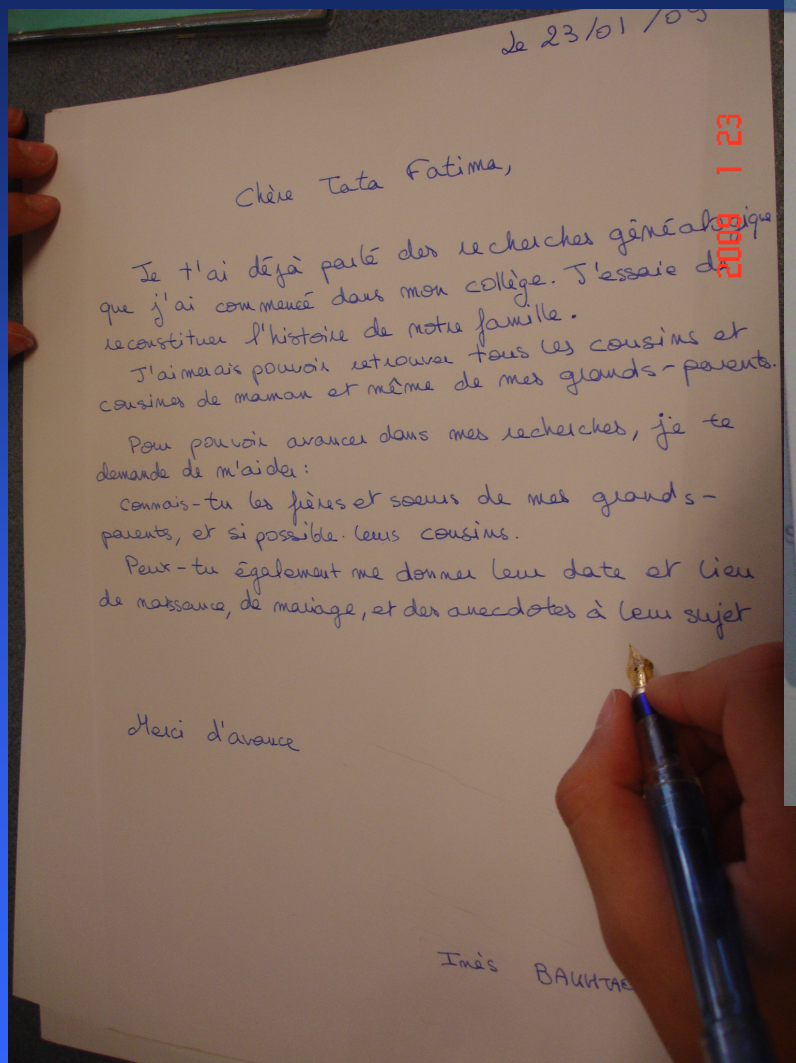 Le 23/01/09
2009 1 23
Chère Tata Fatima,
Je t'ai déjà parlé des recherches généalogique
que j'ai commencé dans mon collège. J'essaie de
reconstituer l'histoire de notre famille.
J'aimerais pouvoir retrouver tous les cousins et
cousines de maman et même de mes grands-parents.
Pour pouvoir avancer dans mes recherches, je te
demande de m'aider :
Connais-tu les frères et soeurs de mes grands-
parents, et si possible leurs cousins.
Peux-tu également me donner leur date et lieu
de naissance, de mariage, et des anecdotes à leur sujet
Merci d'avance
Inès